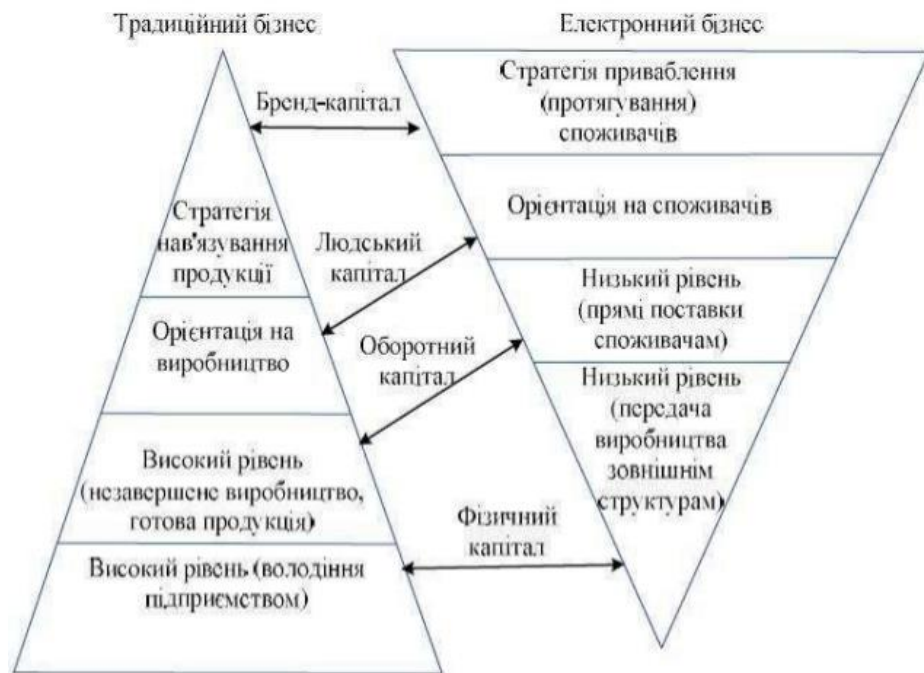 Традиційний бізнес
Електронний бізнес
Бренд-капітал
Стратегія приваблення
(протягування)
споживачів
Стратегія
нав'язування
продукції
Людський
капітал
Орієнтація на споживачів
Орієнтація на
виробництво
Оборотний
капітал
Низький рівень
(прямі поставки
споживачам)
Високий рівень
(незавершене виробництво,
готова продукція)
Низький рівень
(передача
виробництва
зовнішнім
структурам)
Фізичний
капітал
Високий рівень (володіння
підприємством)